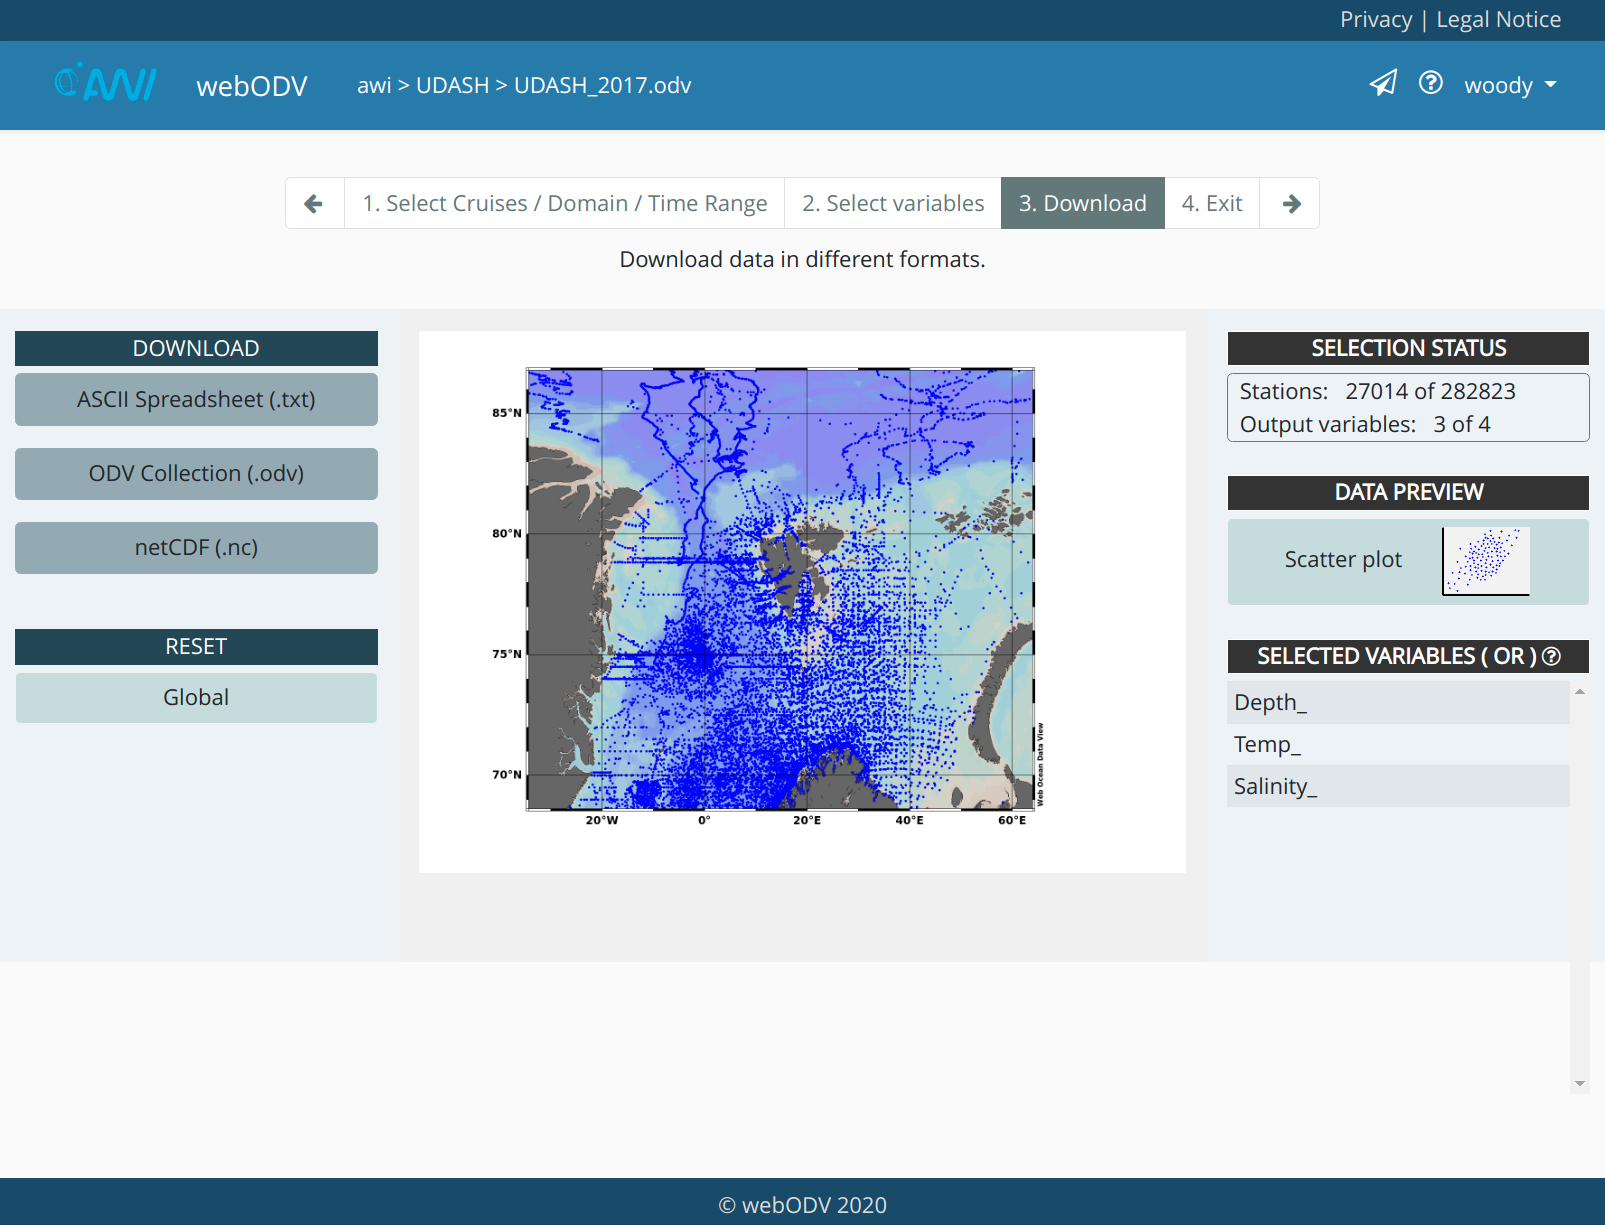 Privacy | Legal Notice
AWI webODV awi > UDASH > UDASH_2017.odv woody
1. Select Cruises / Domain / Time Range 2. Select variables 3. Download 4. Exit
Download data in different formats.
DOWNLOAD
ASCII Spreadsheet (.txt)
ODV Collection (.odv)
netCDF (.nc)
RESET
Global
85°N
80°N
75°N
70°N
20°W 0° 20°E 40°E 60°E
Web Ocean Data View
SELECTION STATUS
Stations: 27014 of 282823
Output variables: 3 of 4
DATA PREVIEW
Scatter plot
SELECTED VARIABLES ( OR )
Depth_
Temp_
Salinity_
© webODV 2020